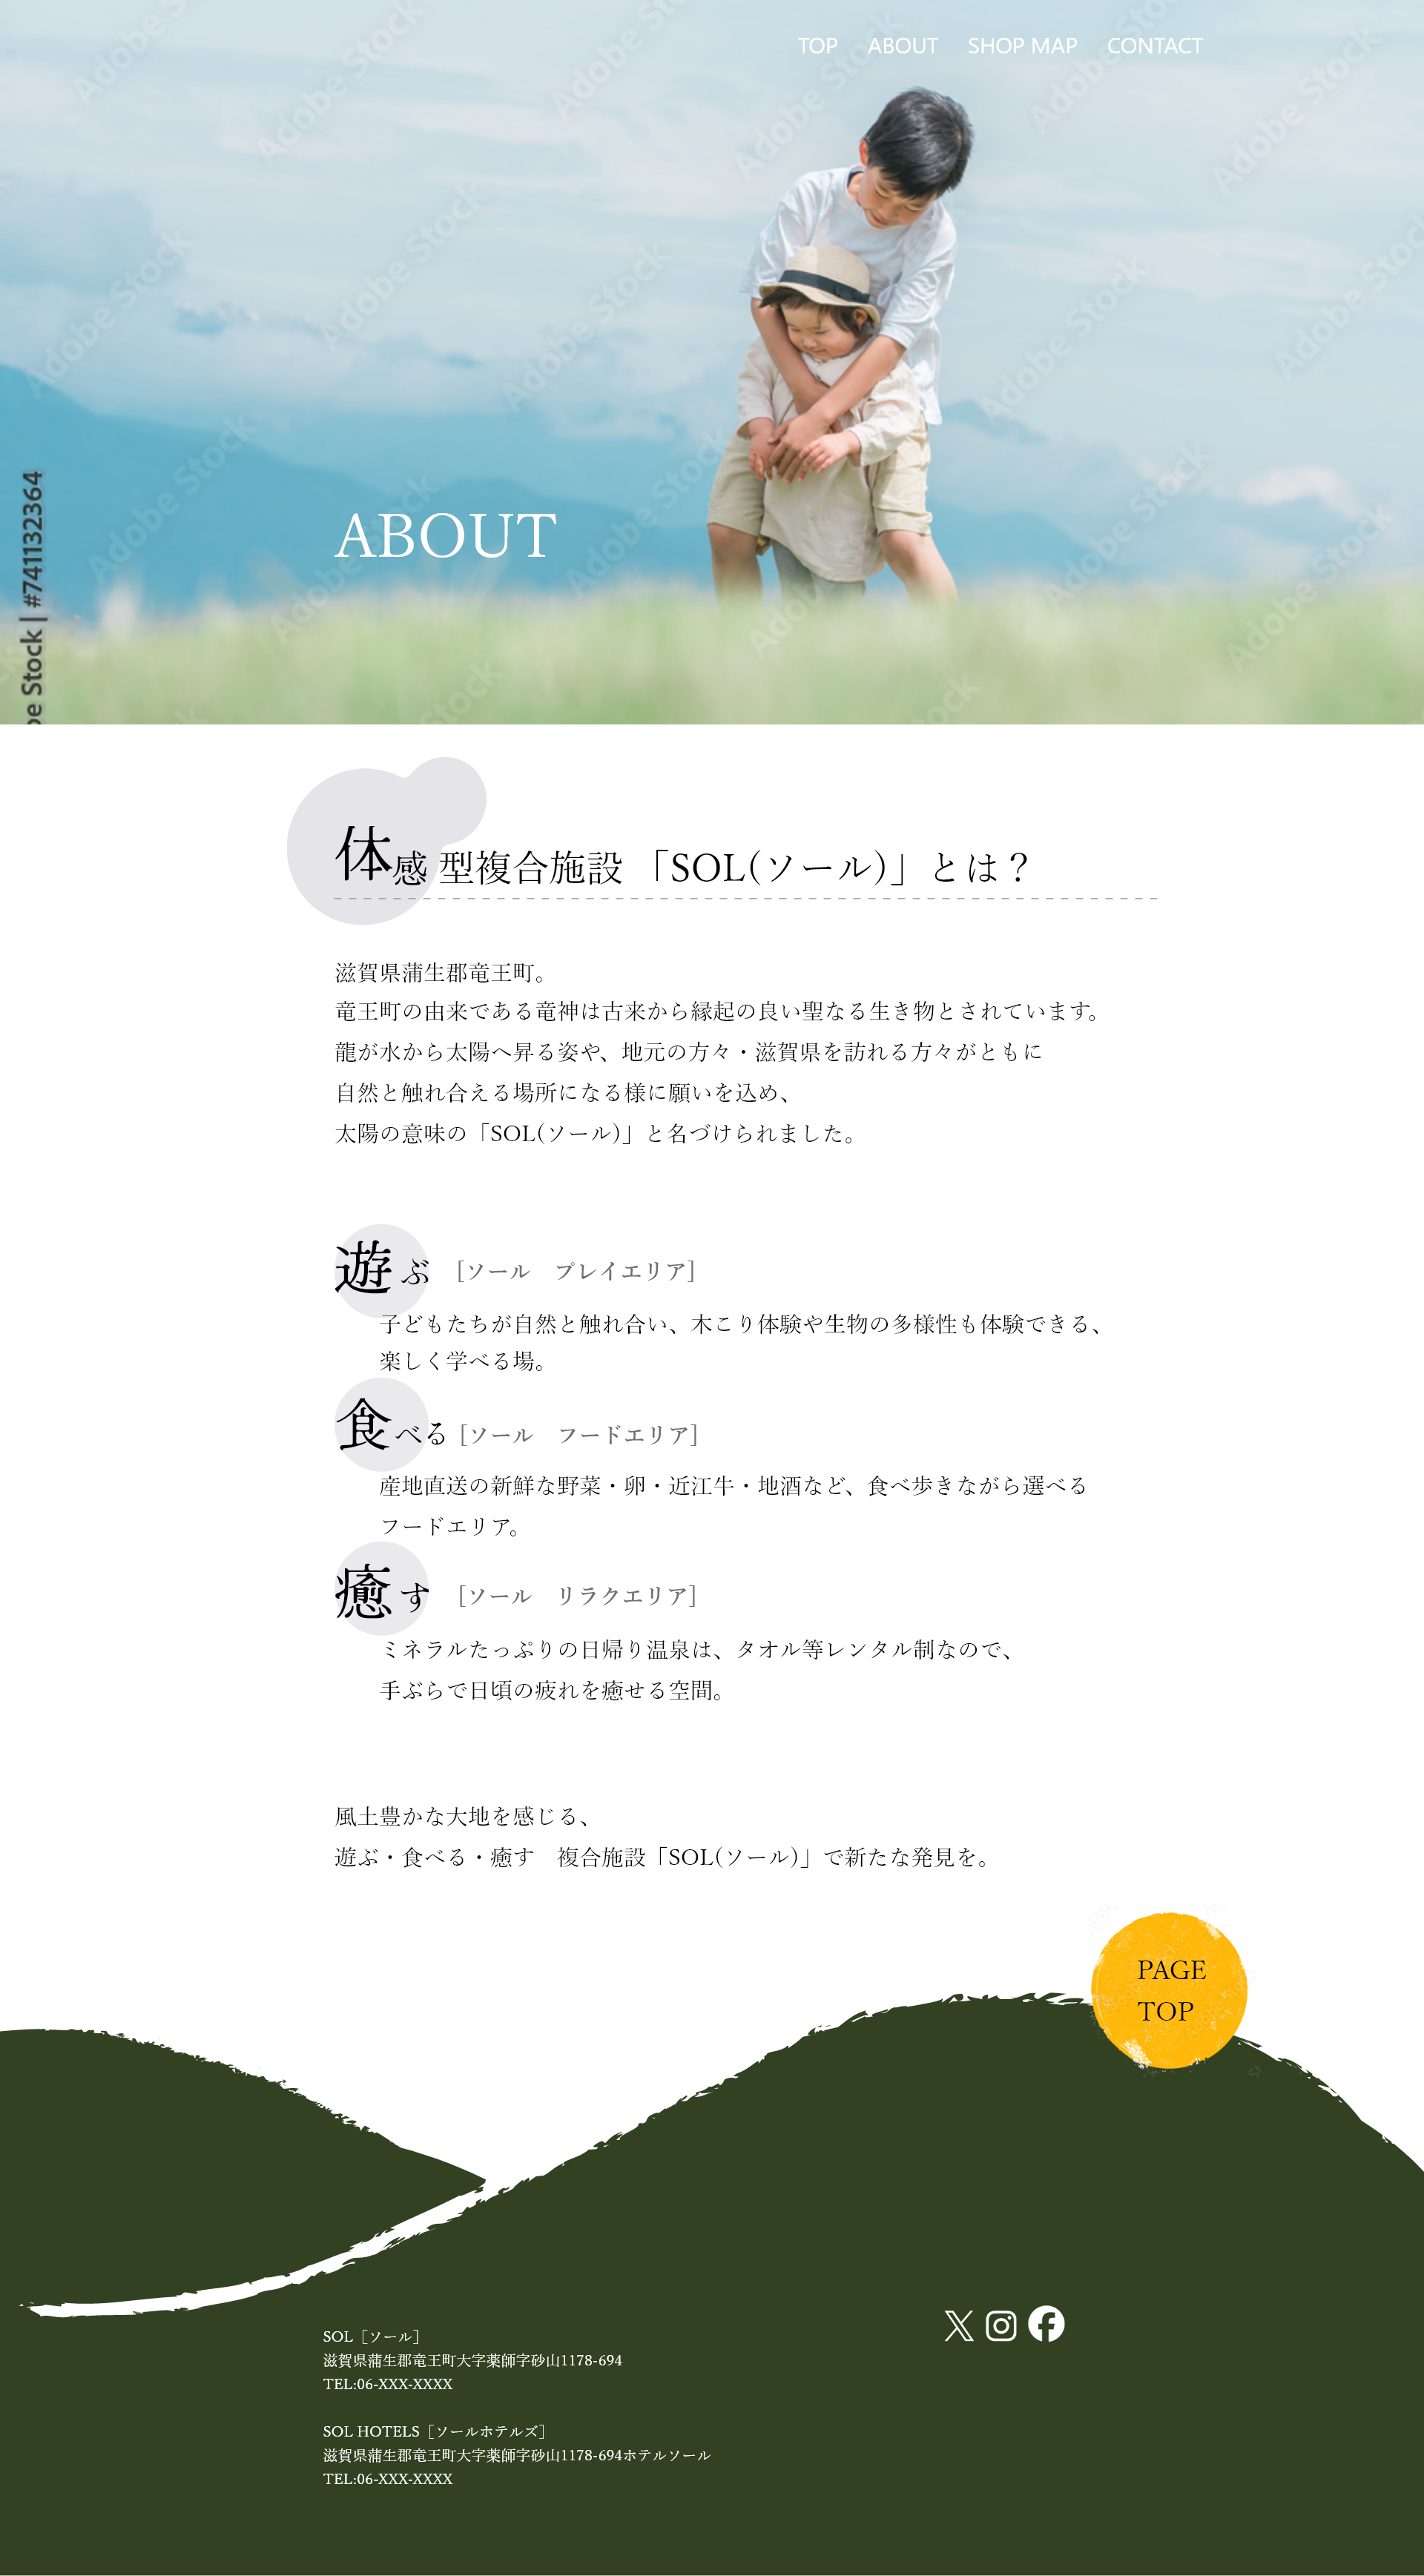 TOP ABOUT SHOP MAP CONTACT
Adobe Stock
be Stock | #741132364
ABOUT
体感 型複合施設 「SOL(ソール)」とは？
滋賀県蒲生郡竜王町。
竜王町の由来である竜神は古来から縁起の良い聖なる生き物とされています。
龍が水から太陽へ昇る姿や、地元の方々・滋賀県を訪れる方々がともに
自然と触れ合える場所になる様に願いを込め、
太陽の意味の「SOL(ソール)」と名づけられました。
遊ぶ ［ソール　プレイエリア］
子どもたちが自然と触れ合い、木こり体験や生物の多様性も体験できる、
楽しく学べる場。
食べる ［ソール　フードエリア］
産地直送の新鮮な野菜・卵・近江牛・地酒など、食べ歩きながら選べる
フードエリア。
癒す ［ソール　リラクエリア］
ミネラルたっぷりの日帰り温泉は、タオル等レンタル制なので、
手ぶらで日頃の疲れを癒せる空間。
風土豊かな大地を感じる、
遊ぶ・食べる・癒す　複合施設「SOL(ソール)」で新たな発見を。
PAGE
TOP
SOL［ソール］
滋賀県蒲生郡竜王町大字薬師字砂山1178-694
TEL:06-XXX-XXXX
SOL HOTELS［ソールホテルズ］
滋賀県蒲生郡竜王町大字薬師字砂山1178-694ホテルソール
TEL:06-XXX-XXXX